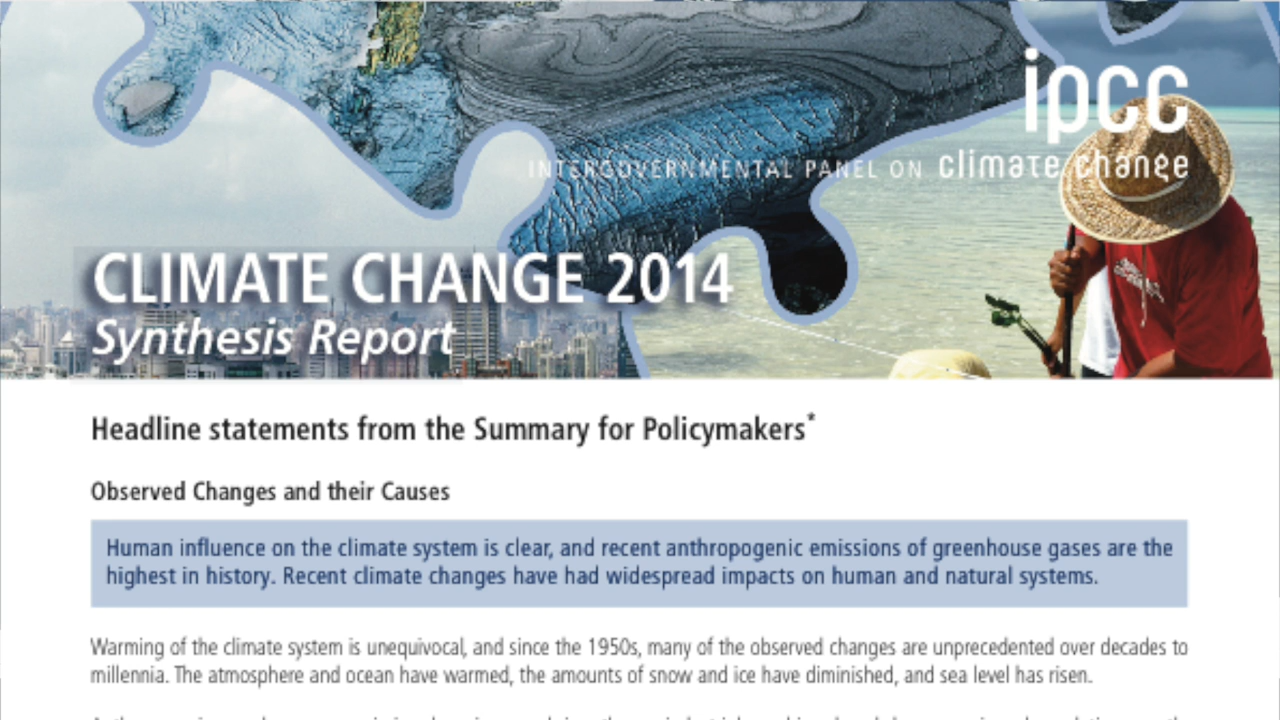 ipcc
INTERGOVERNMENTAL PANEL ON climate change
CLIMATE CHANGE 2014
Synthesis Report
Headline statements from the Summary for Policymakers*
Observed Changes and their Causes
Human influence on the climate system is clear, and recent anthropogenic emissions of greenhouse gases are the
highest in history. Recent climate changes have had widespread impacts on human and natural systems.
Warming of the climate system is unequivocal, and since the 1950s, many of the observed changes are unprecedented over decades to
millennia. The atmosphere and ocean have warmed, the amounts of snow and ice have diminished, and sea level has risen.